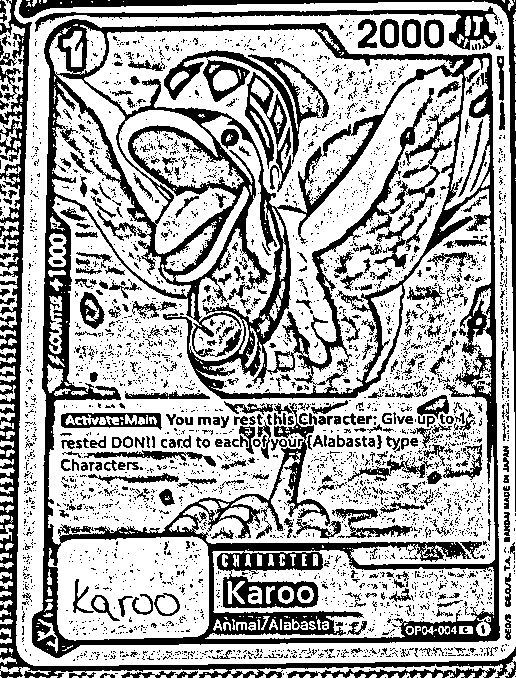 1
2000
COUNTER +1000
Activate:Main You may rest this Character: Give up to 1
rested DON!! card to each of your {Alabasta} type
Characters.
CHARACTER
Karoo
Karoo
Animal/Alabasta
OP04-004 C 1
BANDAI MADE IN JAPAN